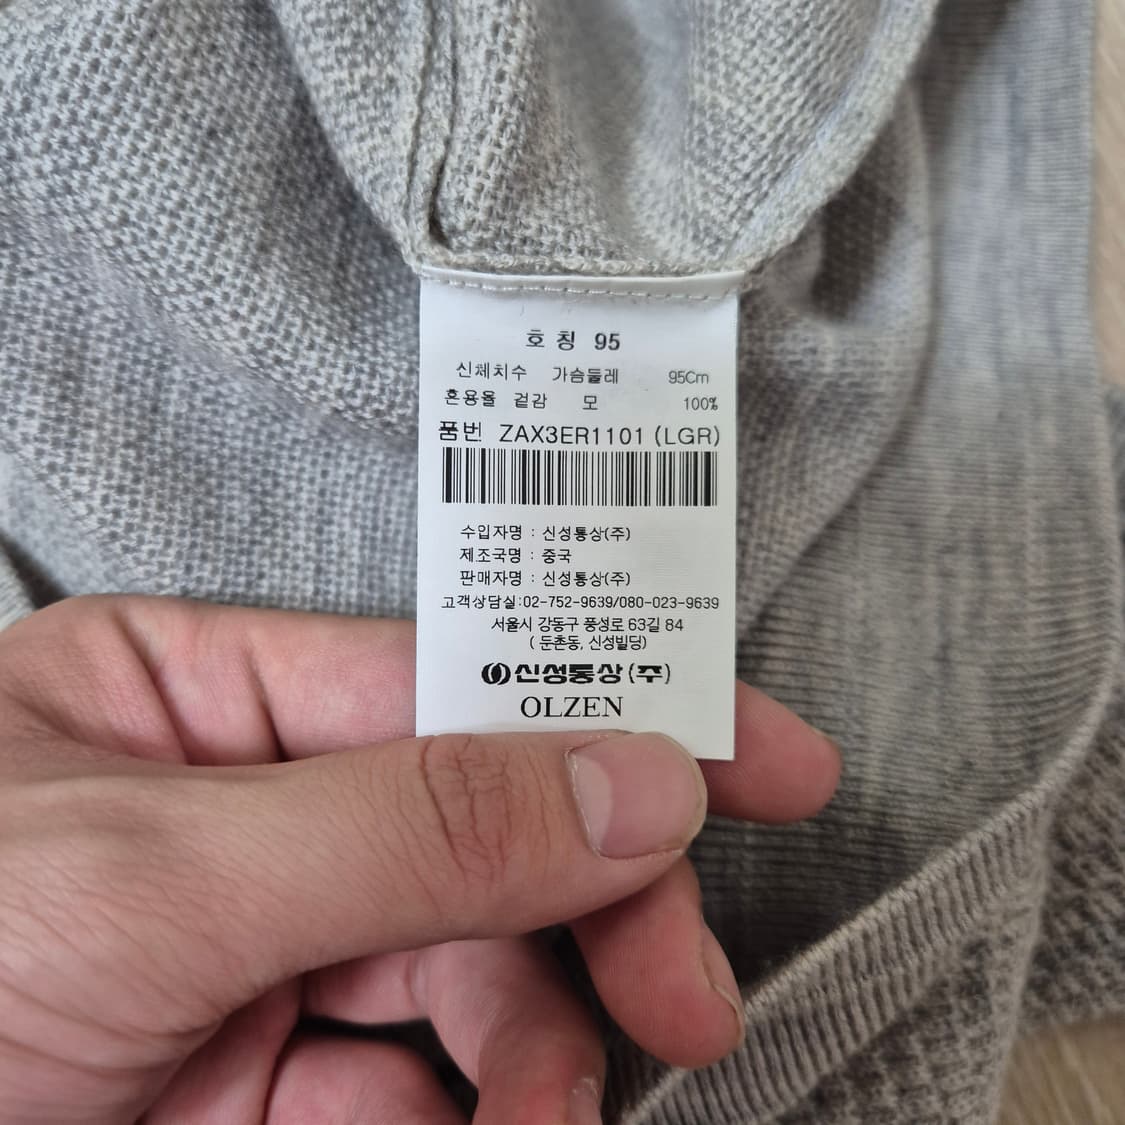 호칭 95
신체치수 가슴둘레 95Cm
혼용율 겉감 모 100%
품번 ZAX3ER1101 (LGR)
수입자명 : 신성통상(주)
제조국명 : 중국
판매자명 : 신성통상(주)
고객상담실:02-752-9639/080-023-9639
서울시 강동구 풍성로 63길 84
( 둔촌동, 신성빌딩)
신성통상(주)
OLZEN